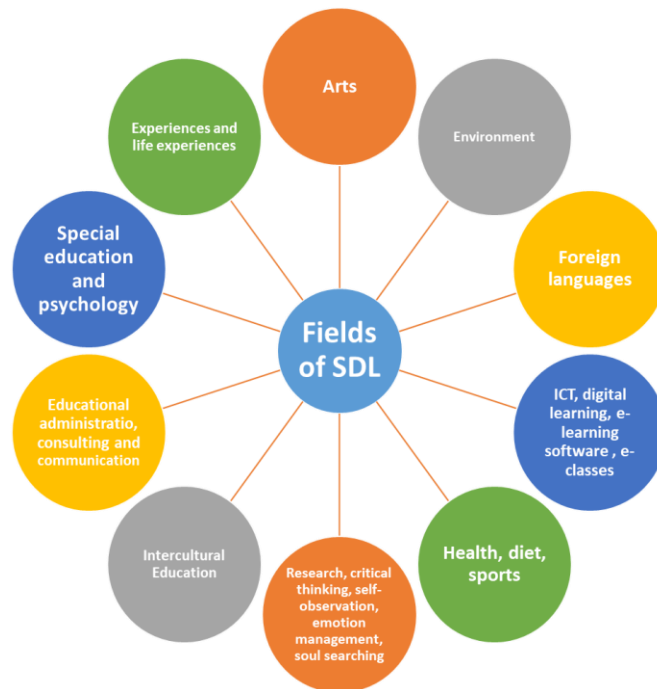 Arts
Environment
Foreign
languages
ICT, digital
learning, e-
learning
software , e-
classes
Health, diet,
sports
Research, critical
thinking, self-
observation,
emotion
management,
soul searching
Intercultural
Education
Educational
administratio,
consulting and
communication
Special
education
and
psychology
Experiences and
life experiences
Fields
of SDL